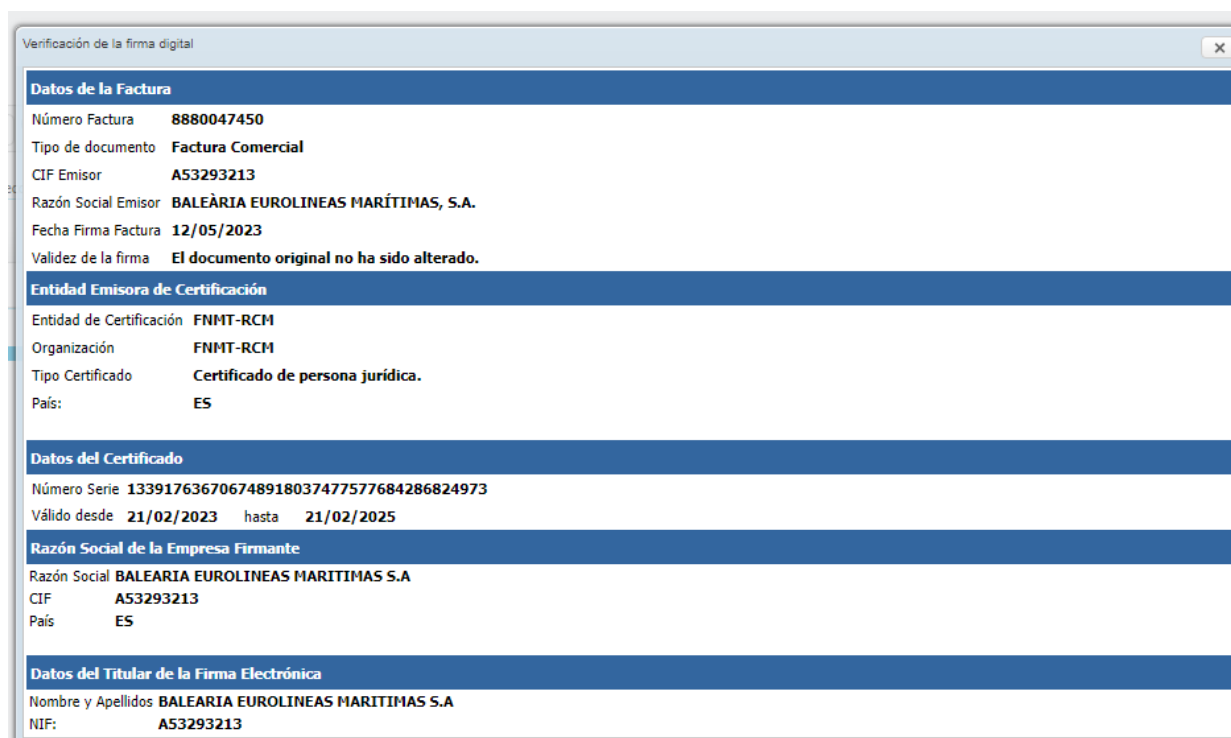 Verificación de la firma digital
Datos de la Factura
Número Factura 8880047450
Tipo de documento Factura Comercial
CIF Emisor A53293213
Razón Social Emisor BALEÀRIA EUROLINEAS MARÍTIMAS, S.A.
Fecha Firma Factura 12/05/2023
Validez de la firma El documento original no ha sido alterado.
Entidad Emisora de Certificación
Entidad de Certificación FNMT-RCM
Organización FNMT-RCM
Tipo Certificado Certificado de persona jurídica.
País: ES
Datos del Certificado
Número Serie 133917636706748918037477577684286824973
Válido desde 21/02/2023 hasta 21/02/2025
Razón Social de la Empresa Firmante
Razón Social BALEARIA EUROLINEAS MARITIMAS S.A
CIF A53293213
País ES
Datos del Titular de la Firma Electrónica
Nombre y Apellidos BALEARIA EUROLINEAS MARITIMAS S.A
NIF: A53293213